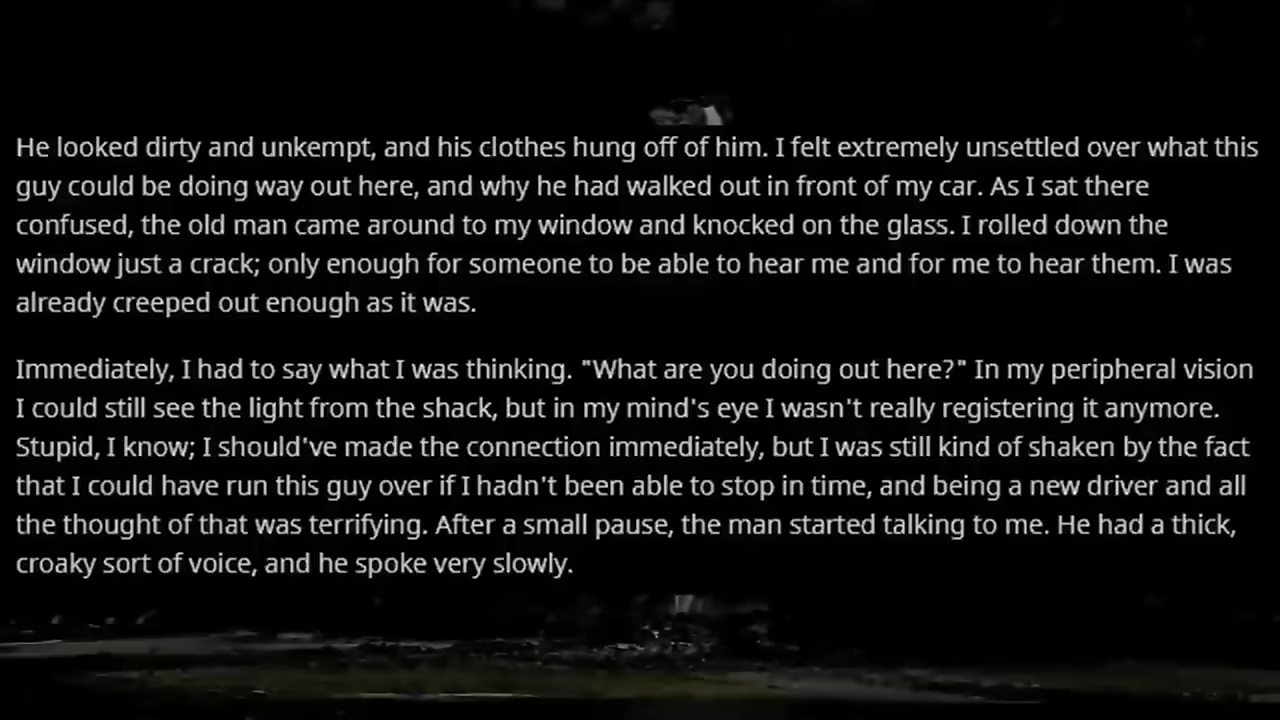 He looked dirty and unkempt, and his clothes hung off of him. I felt extremely unsettled over what this
guy could be doing way out here, and why he had walked out in front of my car. As I sat there
confused, the old man came around to my window and knocked on the glass. I rolled down the
window just a crack; only enough for someone to be able to hear me and for me to hear them. I was
already creeped out enough as it was.
Immediately, I had to say what I was thinking. "What are you doing out here?" In my peripheral vision
I could still see the light from the shack, but in my mind's eye I wasn't really registering it anymore.
Stupid, I know; I should've made the connection immediately, but I was still kind of shaken by the fact
that I could have run this guy over if I hadn't been able to stop in time, and being a new driver and all
the thought of that was terrifying. After a small pause, the man started talking to me. He had a thick,
croaky sort of voice, and he spoke very slowly.